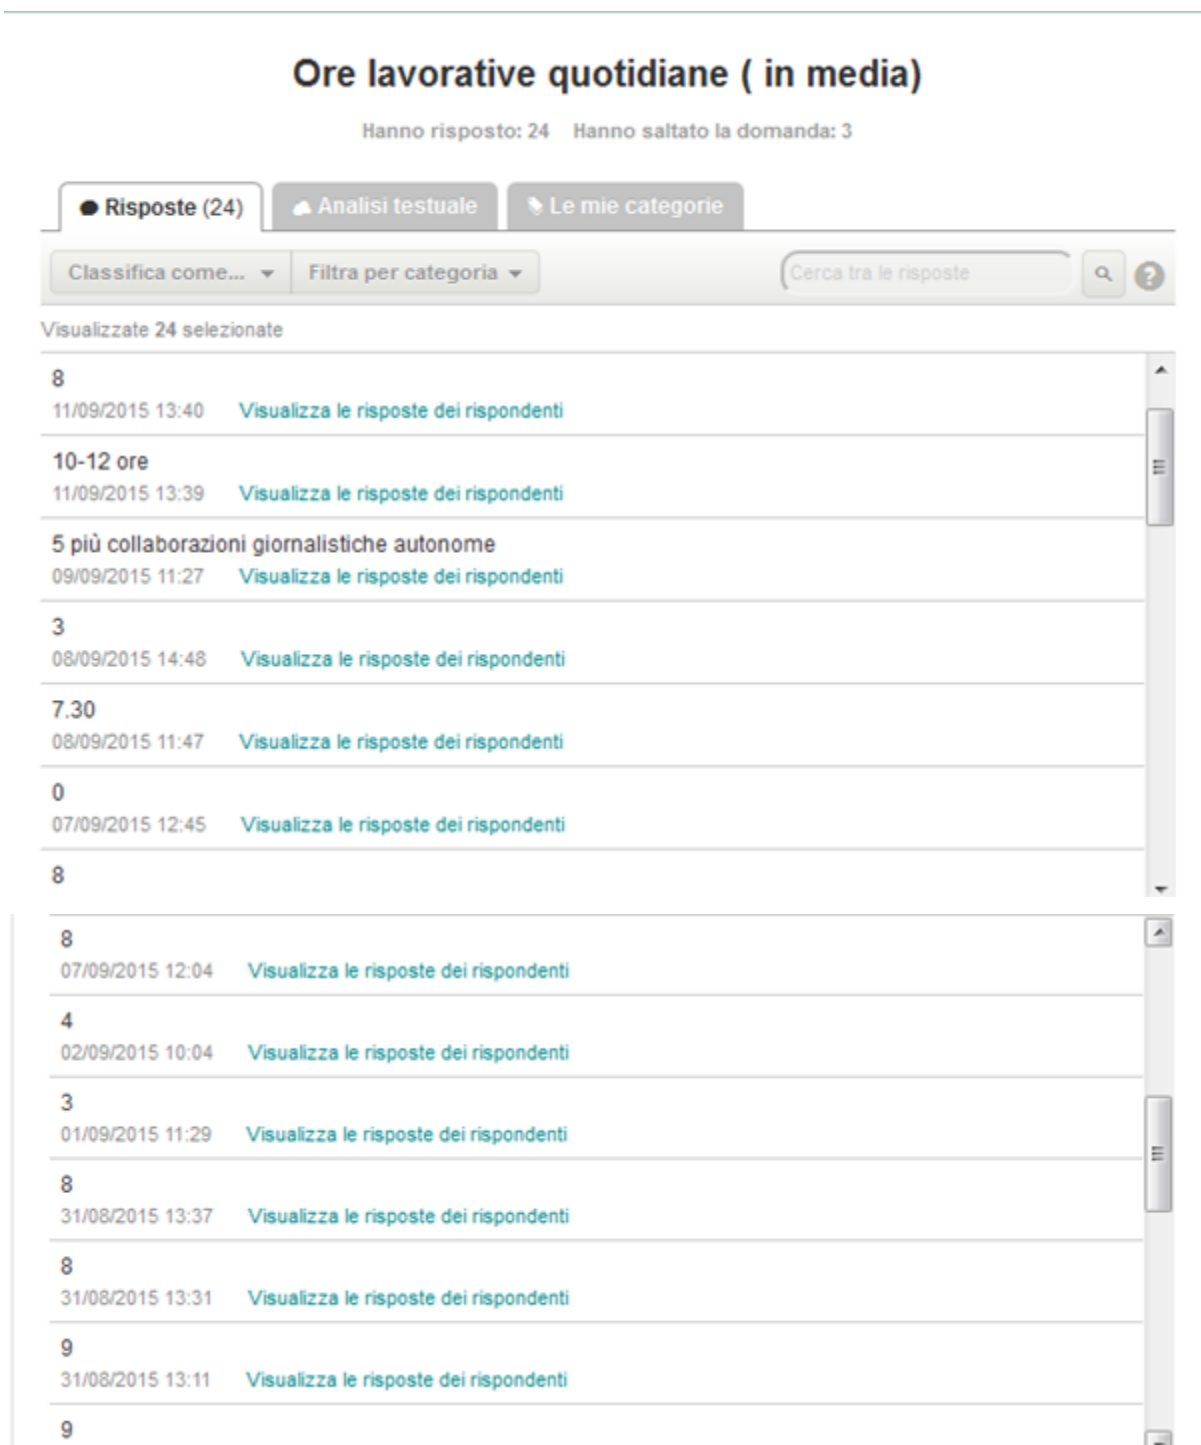 Ore lavorative quotidiane ( in media)
Hanno risposto: 24 Hanno saltato la domanda: 3
Risposte (24) Analisi testuale Le mie categorie
Classifica come... Filtra per categoria Cerca tra le risposte ?
Visualizzate 24 selezionate
8
11/09/2015 13:40 Visualizza le risposte dei rispondenti
10-12 ore
11/09/2015 13:39 Visualizza le risposte dei rispondenti
5 più collaborazioni giornalistiche autonome
09/09/2015 11:27 Visualizza le risposte dei rispondenti
3
08/09/2015 14:48 Visualizza le risposte dei rispondenti
7.30
08/09/2015 11:47 Visualizza le risposte dei rispondenti
0
07/09/2015 12:45 Visualizza le risposte dei rispondenti
8
8
07/09/2015 12:04 Visualizza le risposte dei rispondenti
4
02/09/2015 10:04 Visualizza le risposte dei rispondenti
3
01/09/2015 11:29 Visualizza le risposte dei rispondenti
8
31/08/2015 13:37 Visualizza le risposte dei rispondenti
8
31/08/2015 13:31 Visualizza le risposte dei rispondenti
9
31/08/2015 13:11 Visualizza le risposte dei rispondenti
9